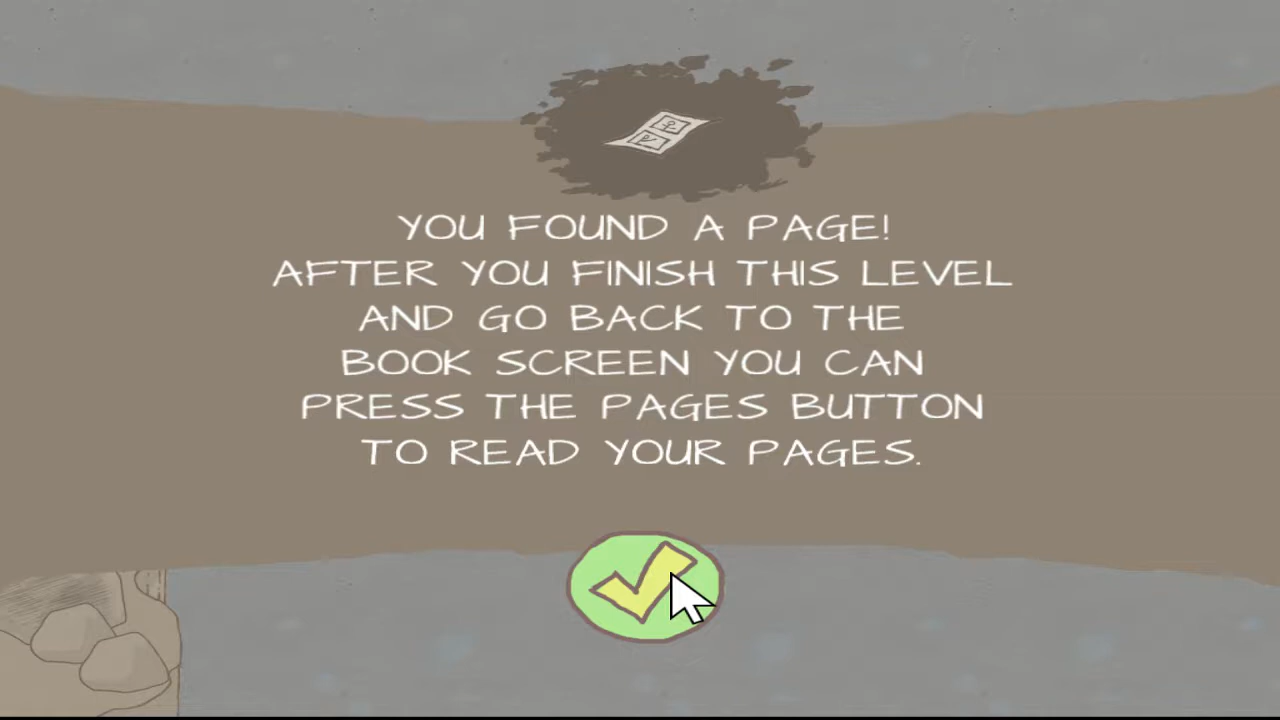 YOU FOUND A PAGE!
AFTER YOU FINISH THIS LEVEL
AND GO BACK TO THE
BOOK SCREEN YOU CAN
PRESS THE PAGES BUTTON
TO READ YOUR PAGES.